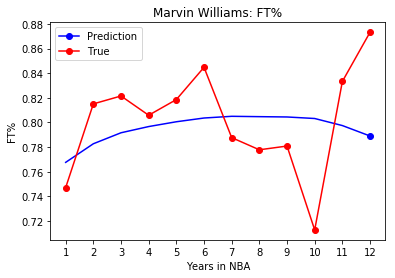 Marvin Williams: FT%
Prediction
True
FT%
0.88
0.86
0.84
0.82
0.80
0.78
0.76
0.74
0.72
1 2 3 4 5 6 7 8 9 10 11 12
Years in NBA